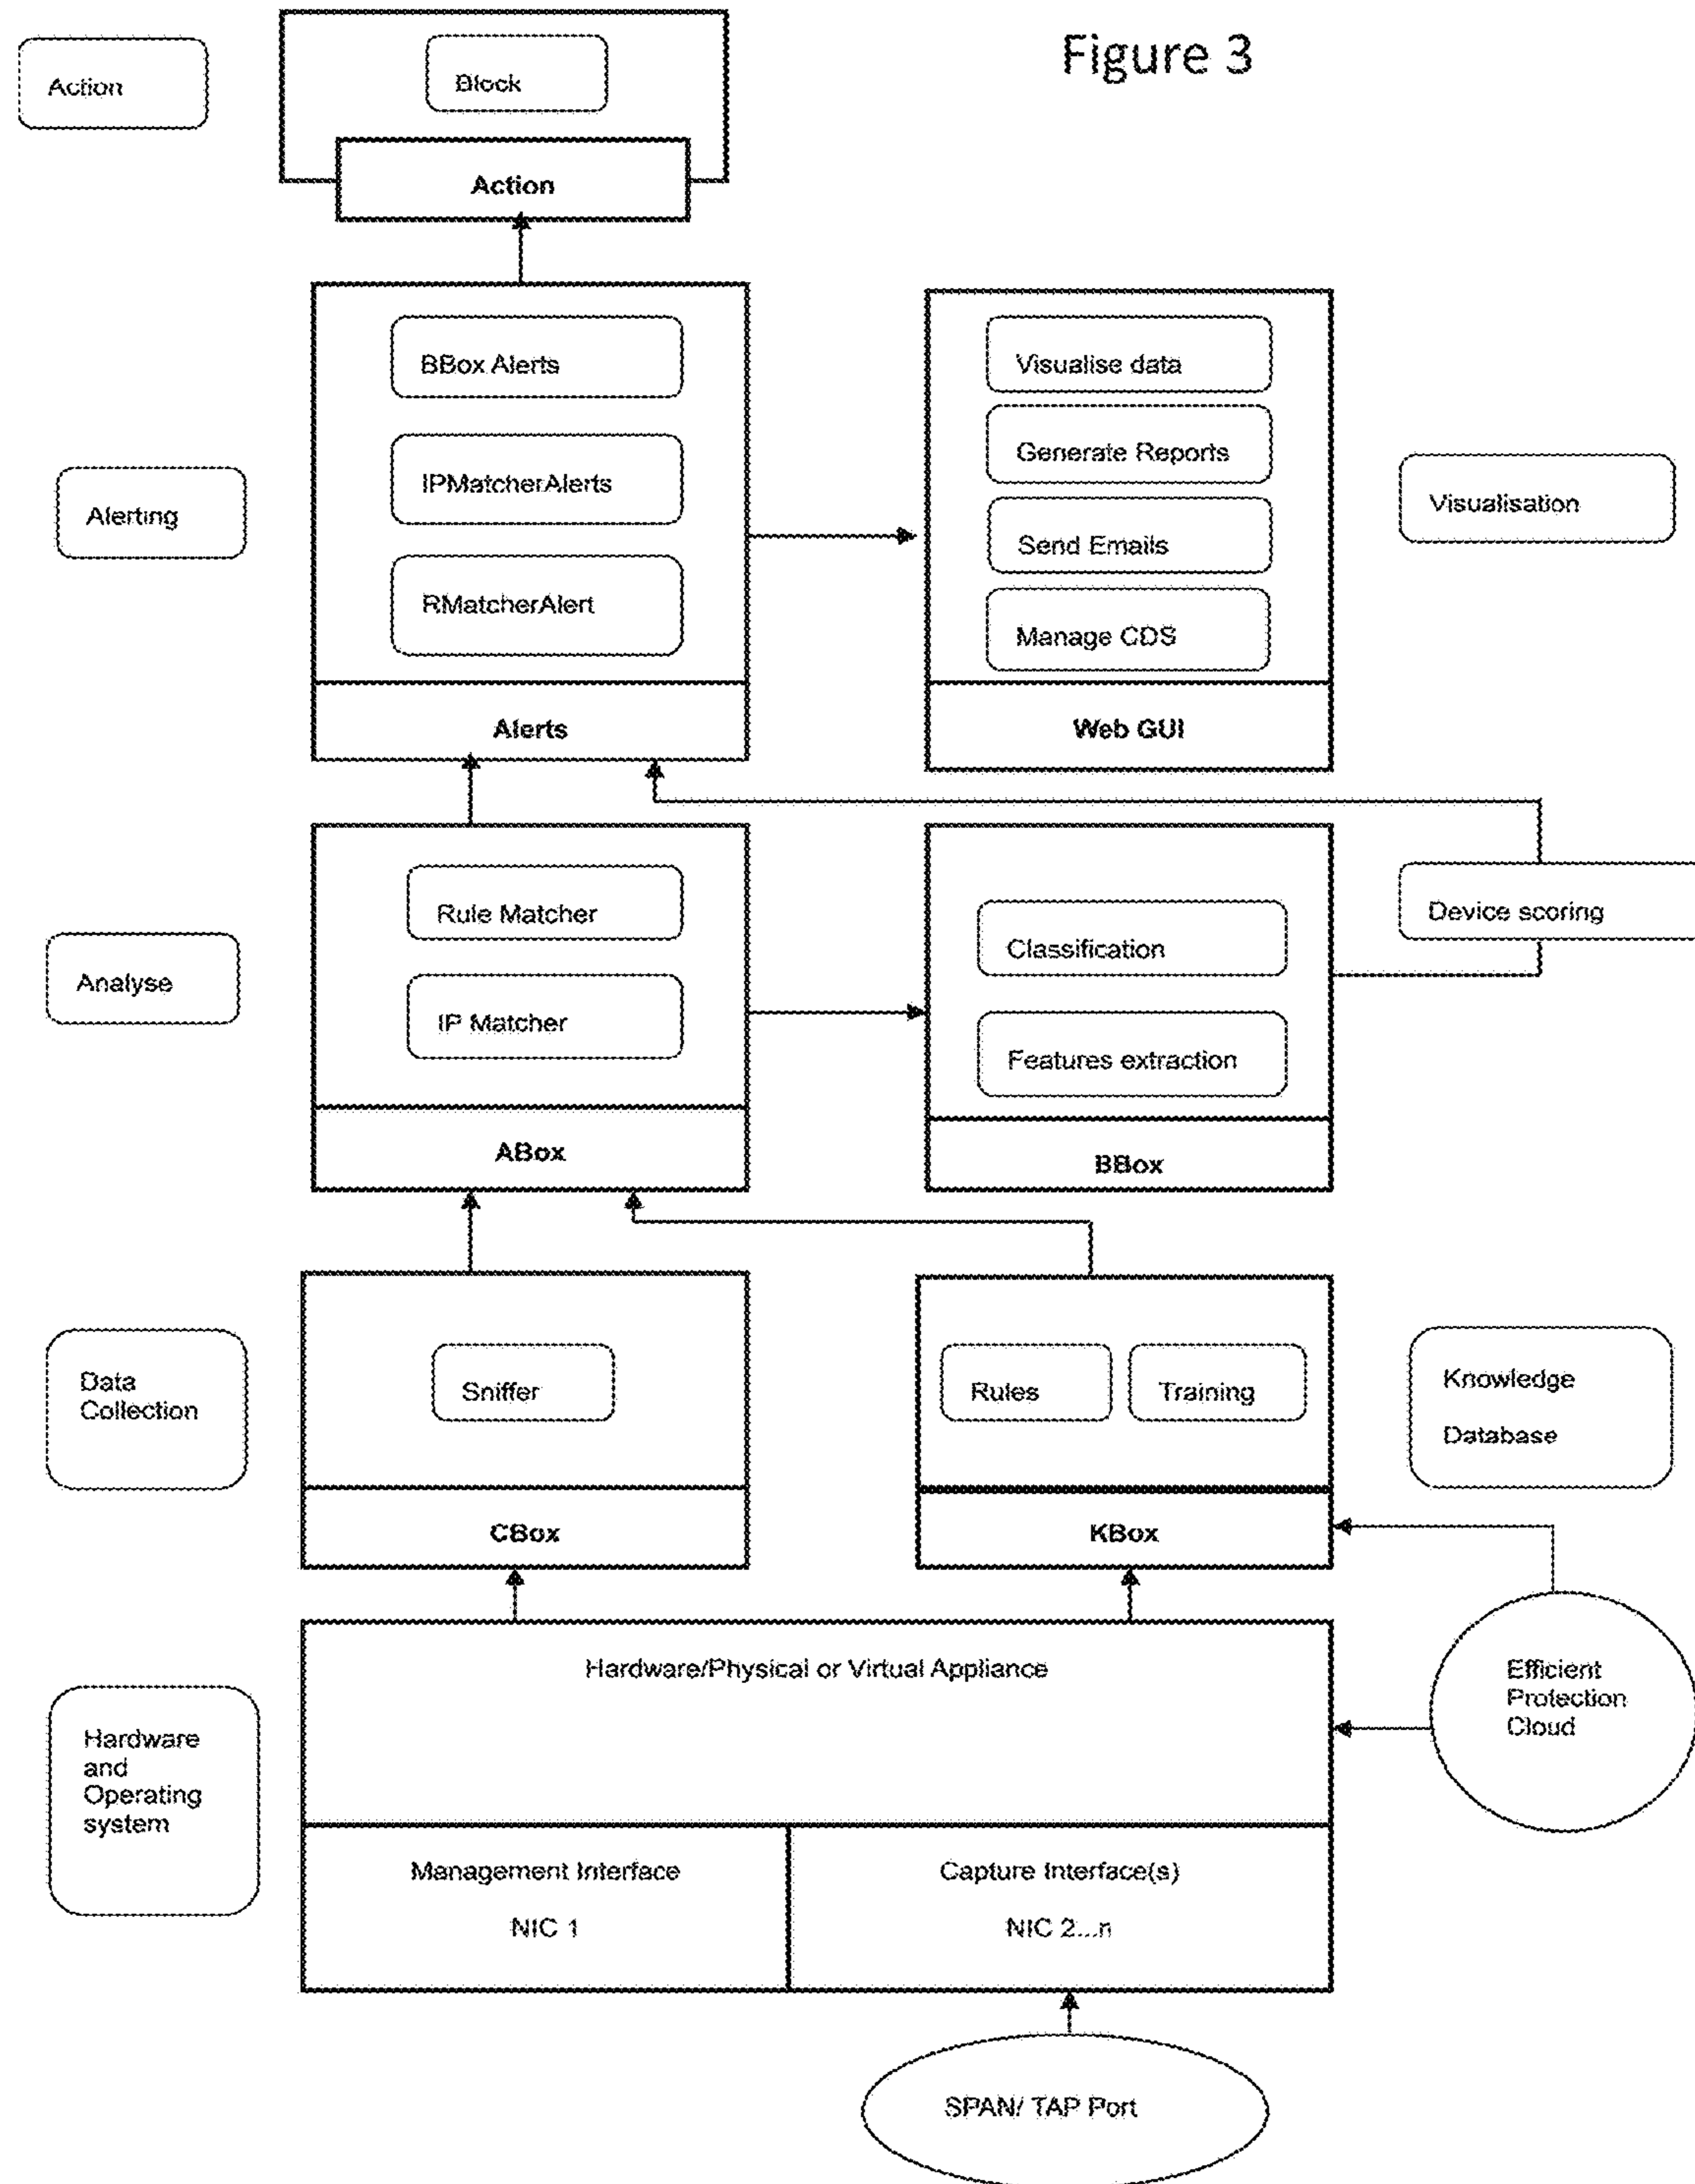 Figure 3
Action
Block
Action
BBox Alerts
IPMatcherAlerts
RMatcherAlert
Alerts
Alerting
Visualise data
Generate Reports
Send Emails
Manage CDS
Web GUI
Visualisation
Analyse
Rule Matcher
IP Matcher
ABox
Classification
Features extraction
BBox
Device scoring
Data
Collection
Sniffer
CBox
Rules
Training
KBox
Knowledge
Database
Hardware
and
Operating
system
Hardware/Physical or Virtual Appliance
Management Interface
NIC 1
Capture Interface(s)
NIC 2...n
Efficient
Protection
Cloud
SPAN/ TAP Port